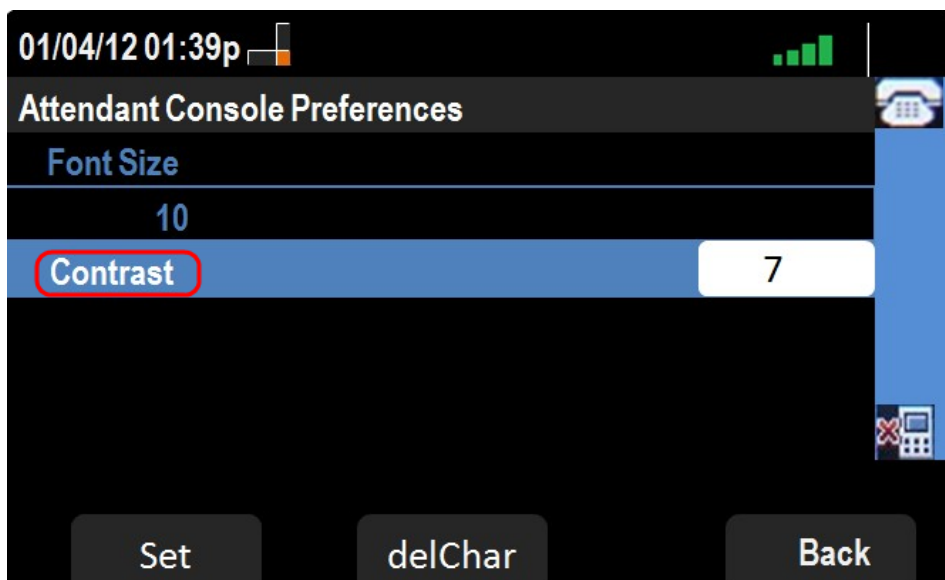 01/04/12 01:39p
Attendant Console Preferences
Font Size
10
Contrast 7
Set delChar Back